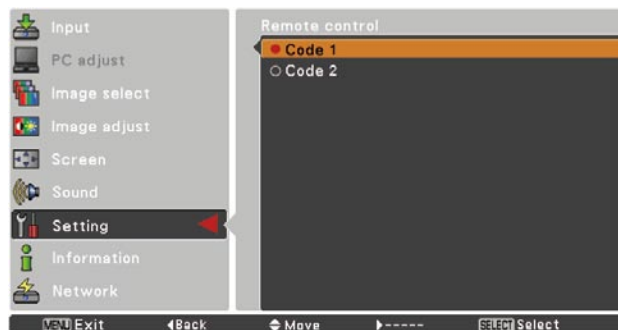 Input
PC adjust
Image select
Image adjust
Screen
Sound
Setting
Information
Network
Remote control
Code 1
Code 2
MENU Exit ◀Back Move ▶----- SELECT Select